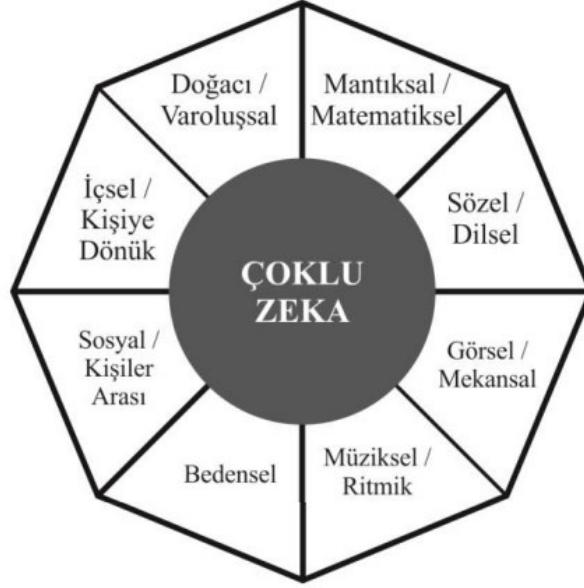 Doğacı /
Varoluşsal
Mantıksal /
Matematiksel
İçsel /
Kişiye
Dönük
Sözel /
Dilsel
ÇOKLU
ZEKA
Sosyal /
Kişiler
Arası
Görsel /
Mekansal
Bedensel
Müziksel /
Ritmik